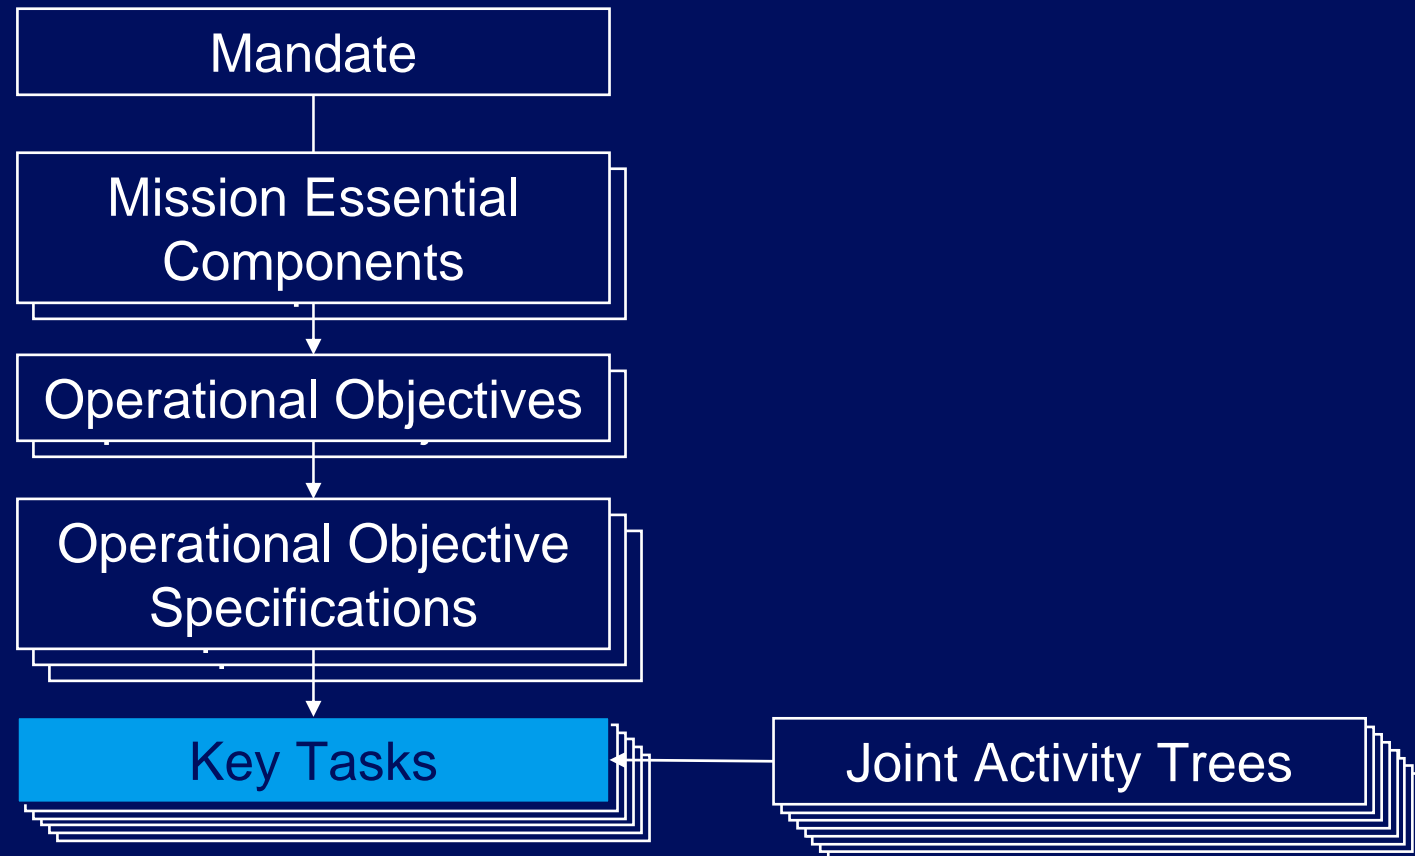 Mandate
Mission Essential
Components
Operational Objectives
Operational Objective
Specifications
Key Tasks
Joint Activity Trees